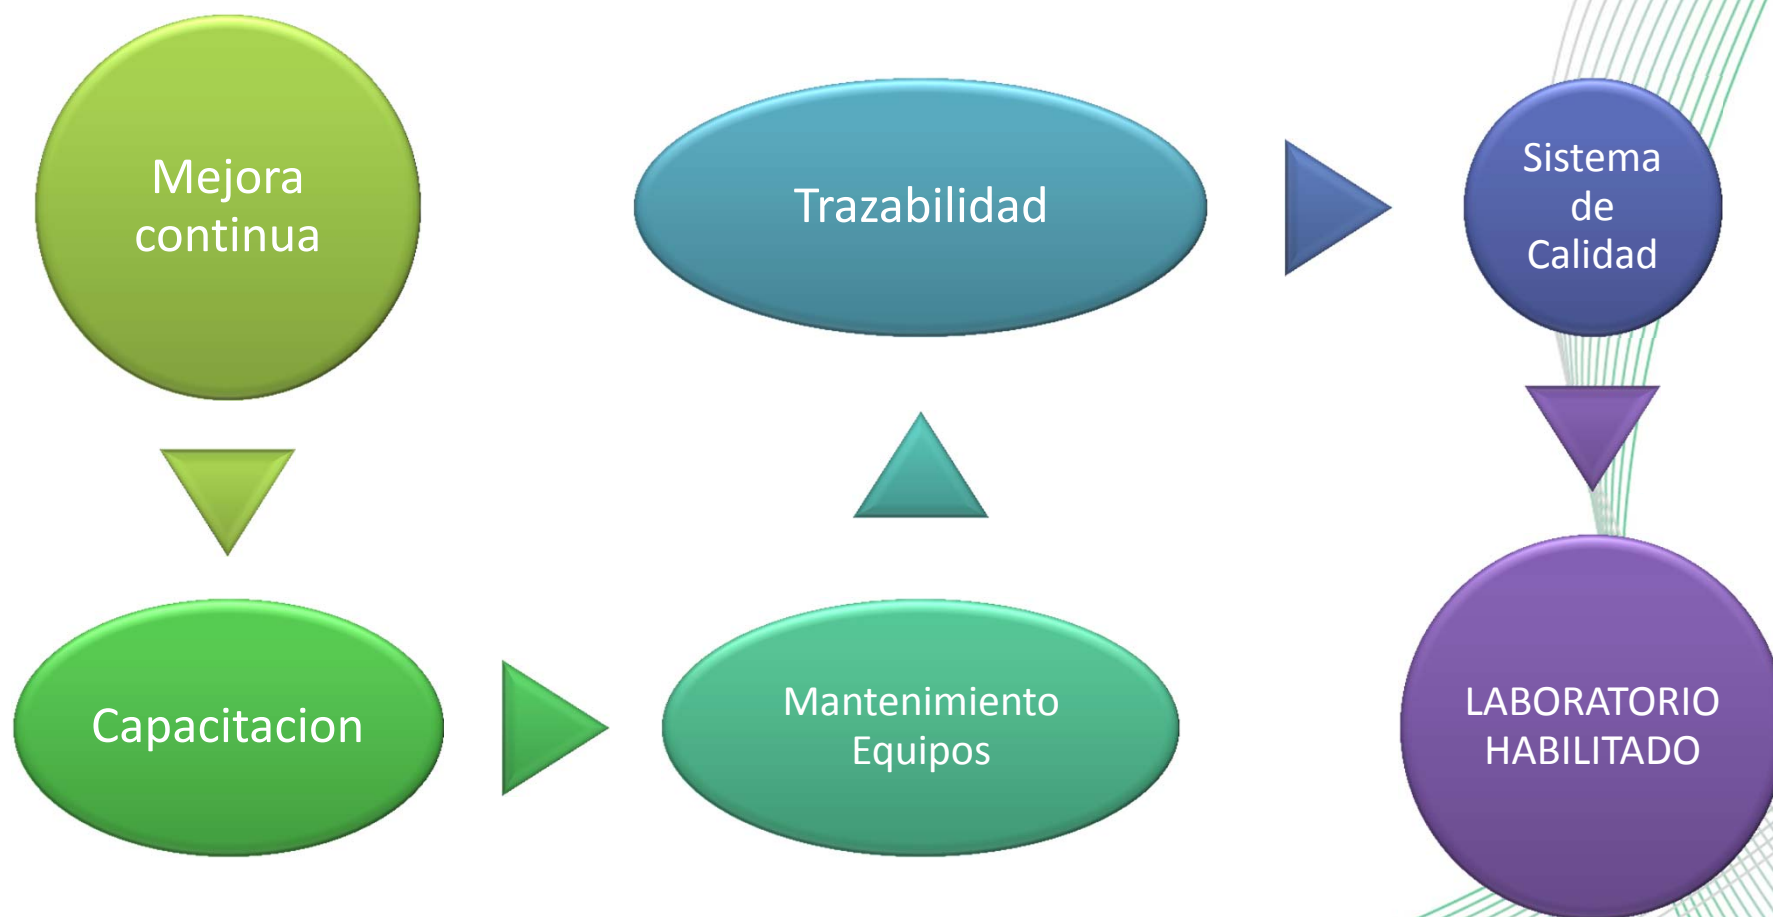 Mejora
continua
Capacitacion
Mantenimiento
Equipos
Trazabilidad
Sistema
de
Calidad
LABORATORIO
HABILITADO